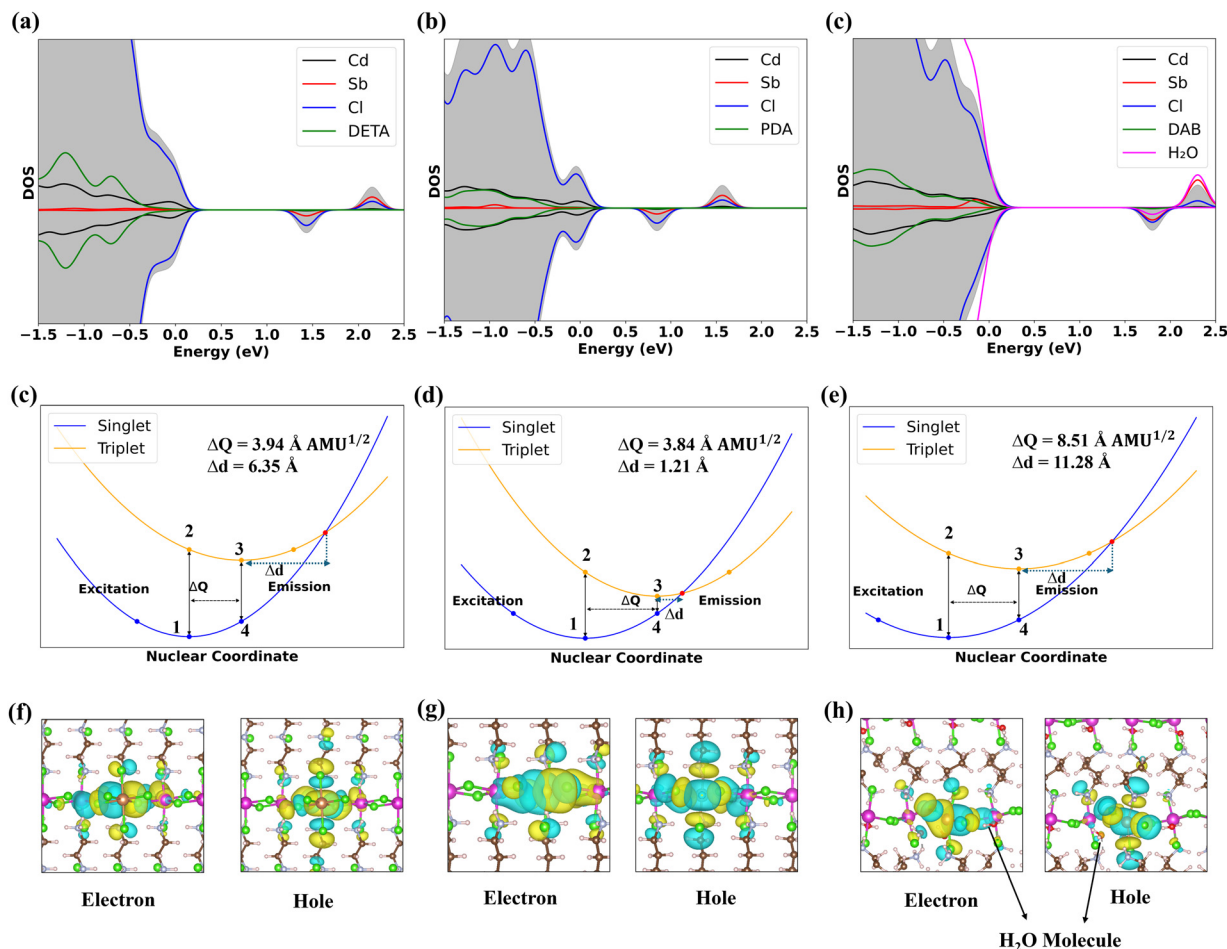 (a)
Cd
Sb
Cl
DETA
DOS
−1.5 −1.0 −0.5 0.0 0.5 1.0 1.5 2.0 2.5
Energy (eV)
(b)
Cd
Sb
Cl
PDA
DOS
−1.5 −1.0 −0.5 0.0 0.5 1.0 1.5 2.0 2.5
Energy (eV)
(c)
Cd
Sb
Cl
DAB
H₂O
DOS
−1.5 −1.0 −0.5 0.0 0.5 1.0 1.5 2.0 2.5
Energy (eV)
(c)
Singlet
Triplet
ΔQ = 3.94 Å AMU1/2
Δd = 6.35 Å
2
3
Δd
Excitation
ΔQ
Emission
1
4
Nuclear Coordinate
(d)
Singlet
Triplet
ΔQ = 3.84 Å AMU1/2
Δd = 1.21 Å
2
3
Excitation
ΔQ
Emission
Δd
1
4
Nuclear Coordinate
(e)
Singlet
Triplet
ΔQ = 8.51 Å AMU1/2
Δd = 11.28 Å
2
3
Δd
Excitation
ΔQ
Emission
1
4
Nuclear Coordinate
(f)
Electron
Hole
(g)
Electron
Hole
(h)
Electron
Hole
H2O Molecule